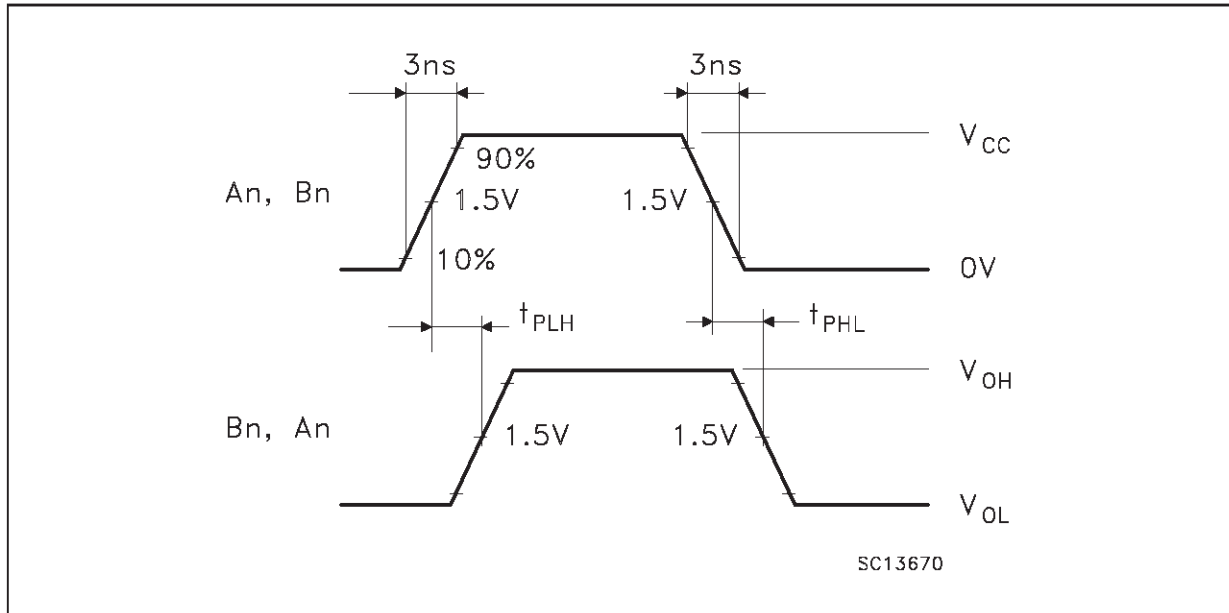 3ns 3ns
V_CC
90%
An, Bn 1.5V 1.5V
10%
0V
t_PLH t_PHL
V_OH
Bn, An 1.5V 1.5V
V_OL
SC13670